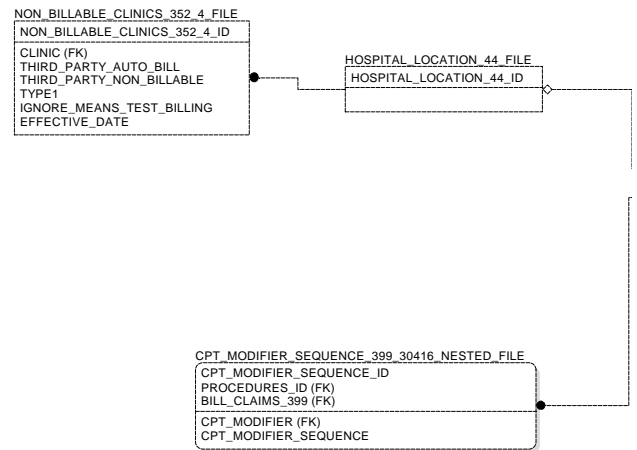 NON_BILLABLE_CLINICS_352_4_FILE
NON_BILLABLE_CLINICS_352_4_ID
CLINIC (FK)
THIRD_PARTY_AUTO_BILL
THIRD_PARTY_NON_BILLABLE
TYPE1
IGNORE_MEANS_TEST_BILLING
EFFECTIVE_DATE
HOSPITAL_LOCATION_44_FILE
HOSPITAL_LOCATION_44_ID
CPT_MODIFIER_SEQUENCE_399_30416_NESTED_FILE
CPT_MODIFIER_SEQUENCE_ID
PROCEDURES_ID (FK)
BILL_CLAIMS_399 (FK)
CPT_MODIFIER (FK)
CPT_MODIFIER_SEQUENCE